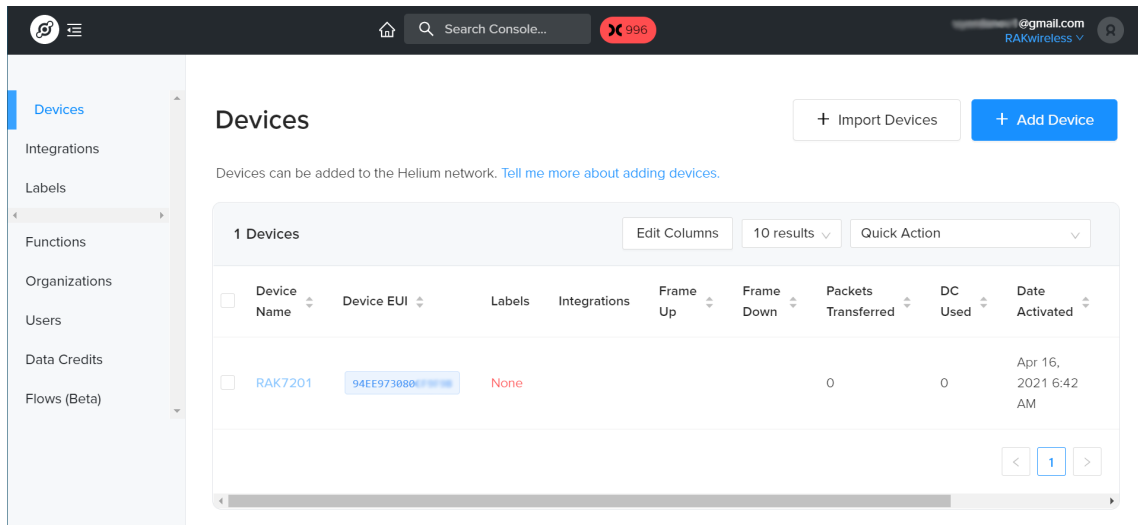 Search Console...
996
@gmail.com
RAKwireless
Devices
Integrations
Labels
Functions
Organizations
Users
Data Credits
Flows (Beta)
Devices
+ Import Devices
+ Add Device
Devices can be added to the Helium network. Tell me more about adding devices.
1 Devices
Edit Columns
10 results
Quick Action
Device Name
Device EUI
Labels
Integrations
Frame Up
Frame Down
Packets Transferred
DC Used
Date Activated
RAK7201
94EE973080
None
0
0
Apr 16,
2021 6:42
AM
< 1 >